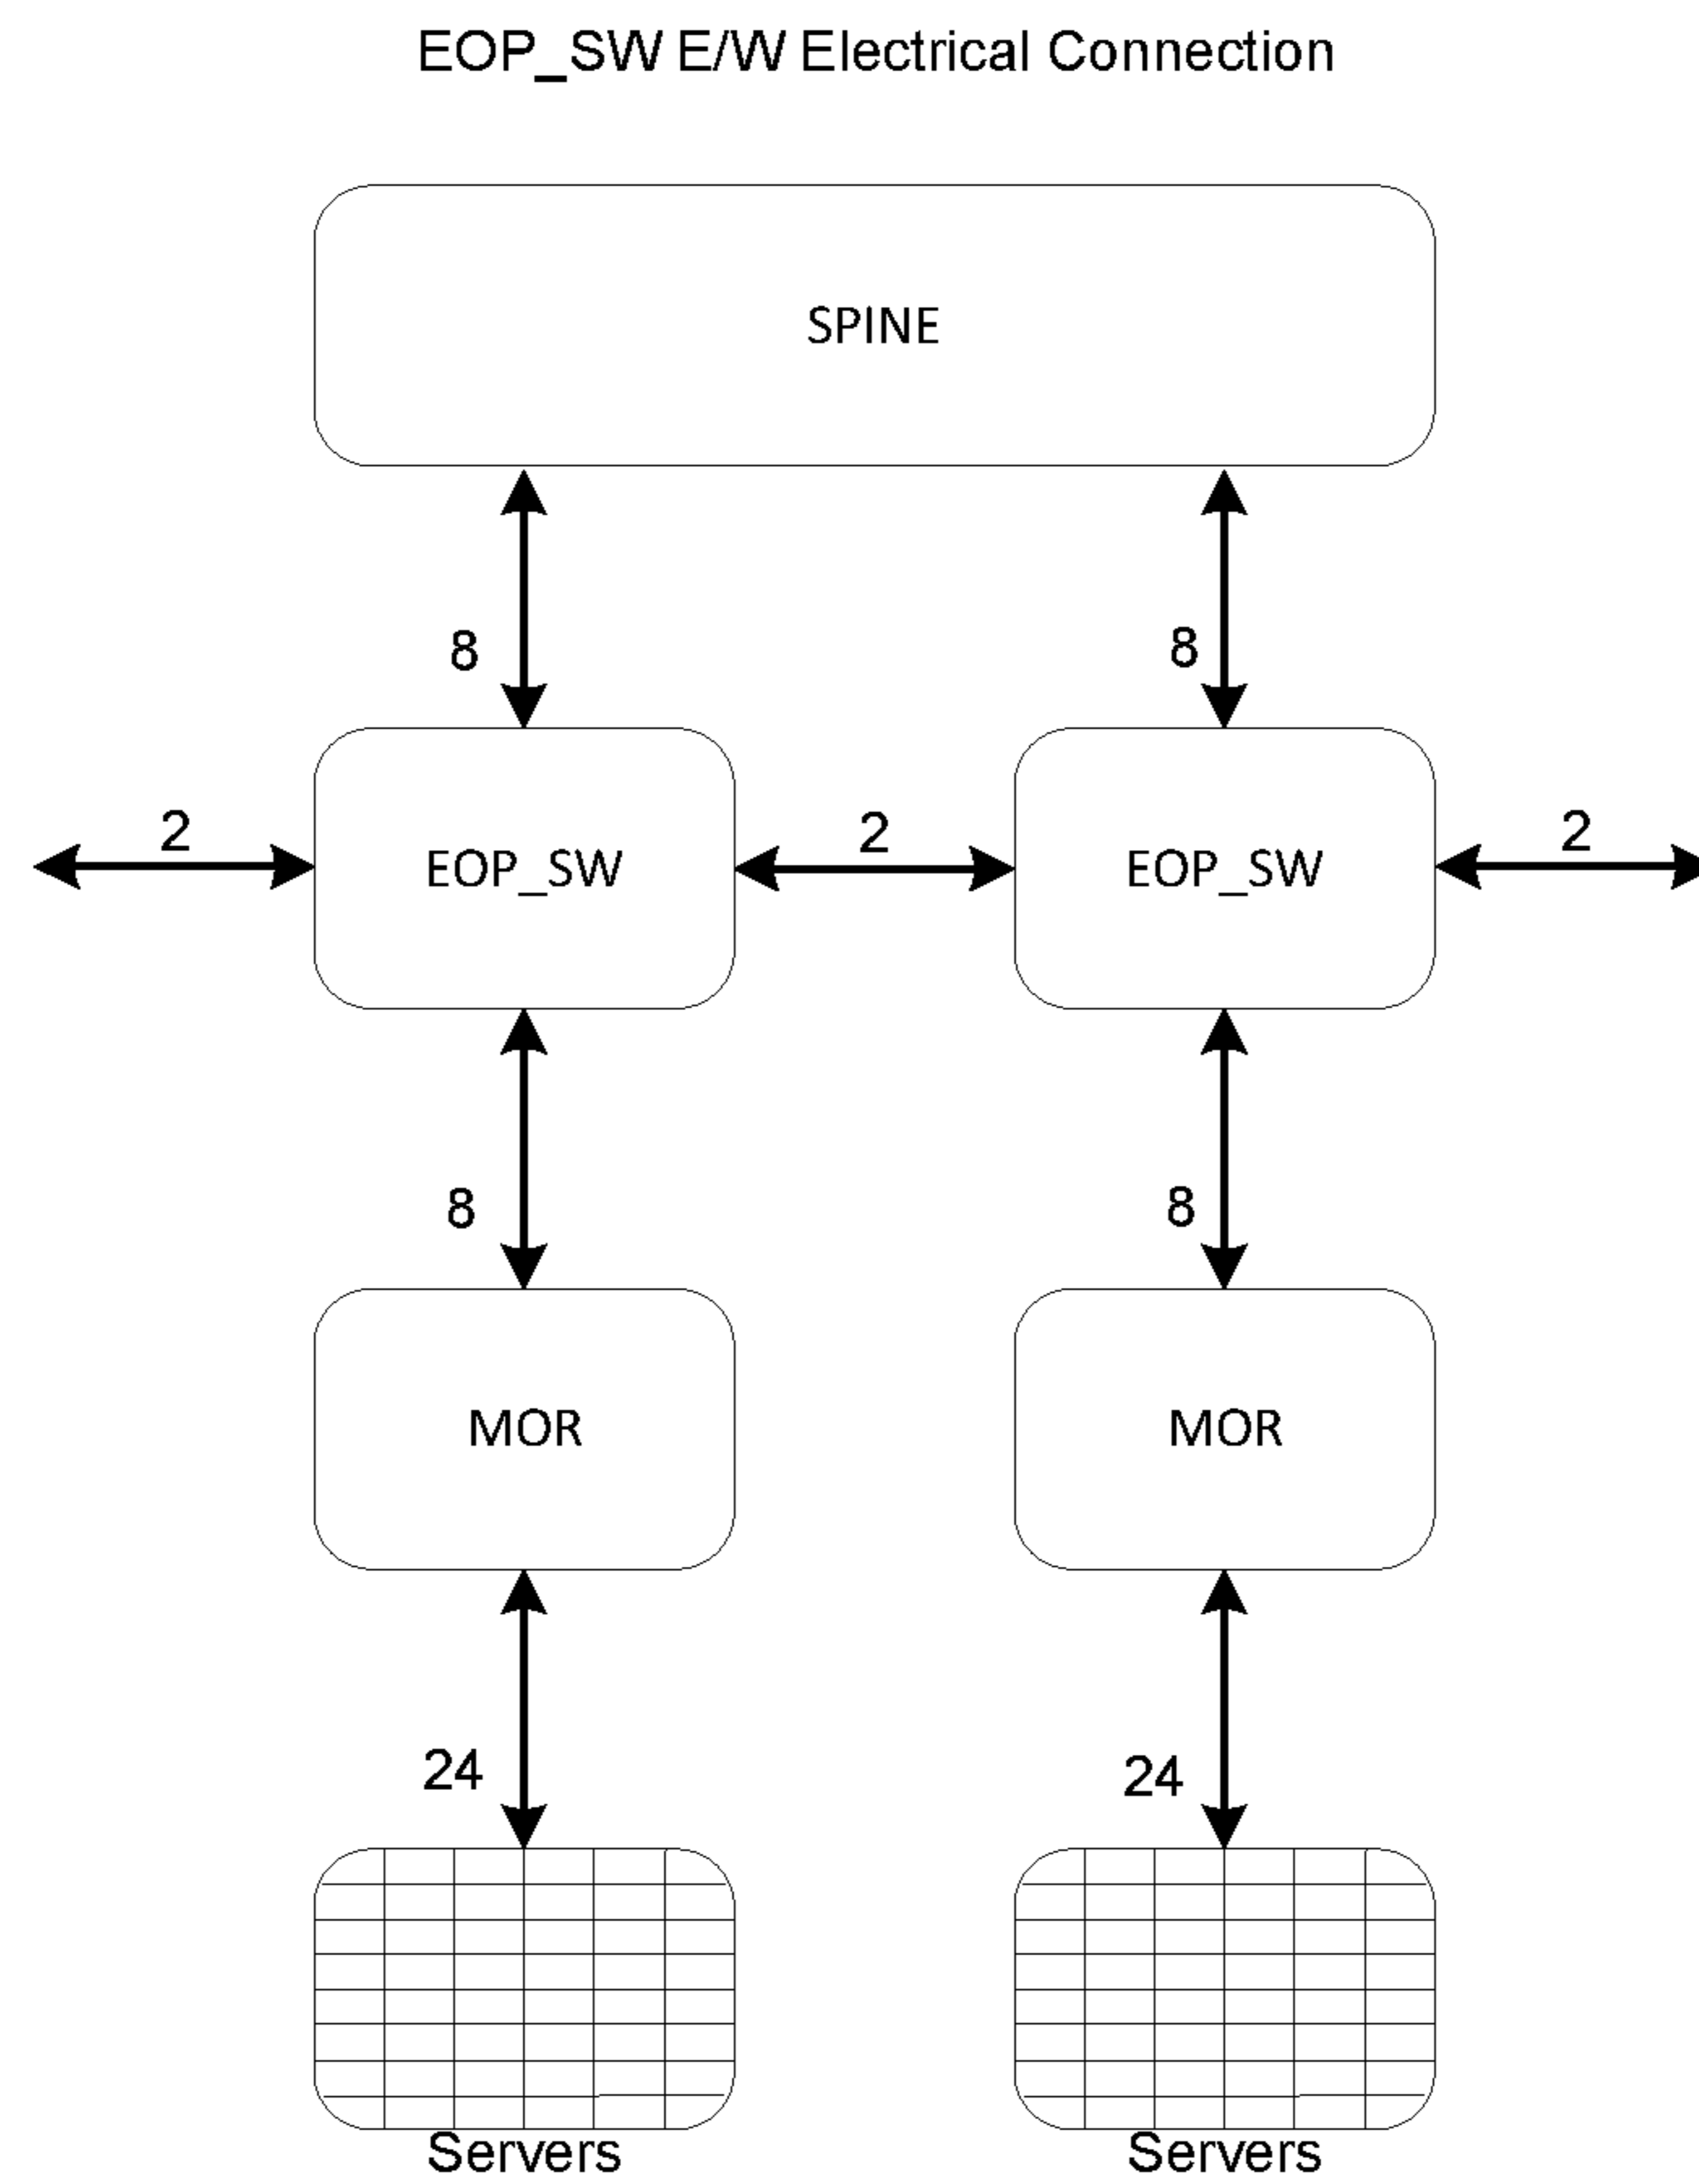 EOP_SW E/W Electrical Connection
SPINE
8
8
2
EOP_SW
2
EOP_SW
2
8
8
MOR
MOR
24
24
Servers
Servers